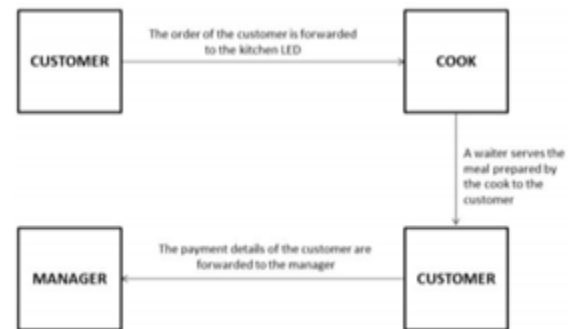 The order of the customer is forwarded
to the kitchen LED
CUSTOMER
COOK
A waiter serves the
meal prepared by
the cook to the
customer
The payment details of the customer are
forwarded to the manager
MANAGER
CUSTOMER